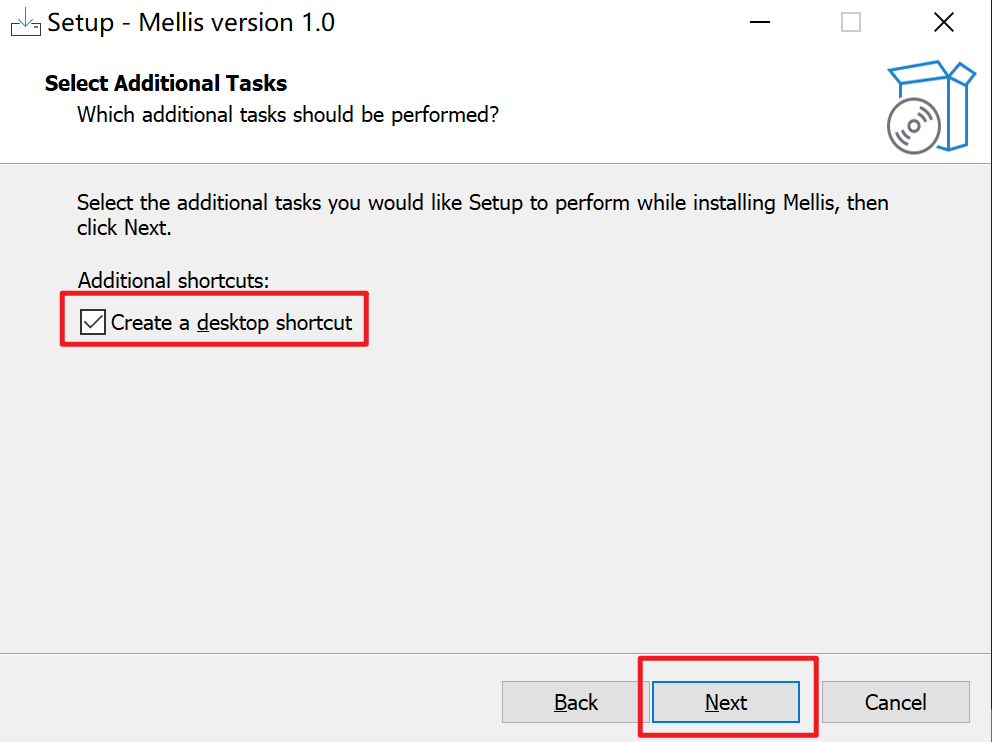 Setup - Mellis version 1.0
Select Additional Tasks
Which additional tasks should be performed?
Select the additional tasks you would like Setup to perform while installing Mellis, then
click Next.
Additional shortcuts:
Create a desktop shortcut
Back
Next
Cancel